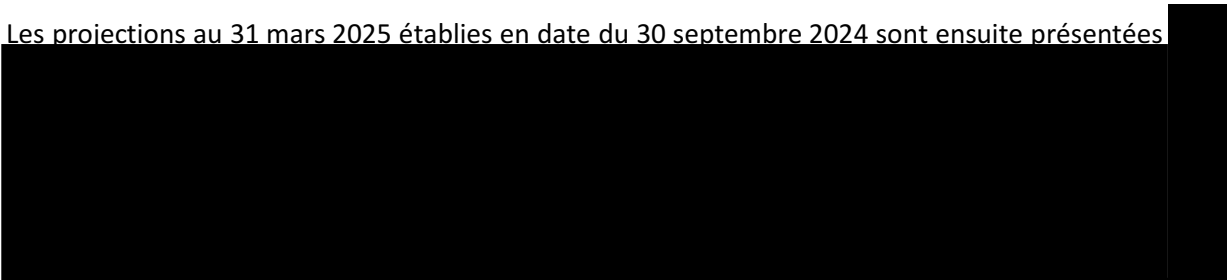 Les projections au 31 mars 2025 établies en date du 30 septembre 2024 sont ensuite présentées